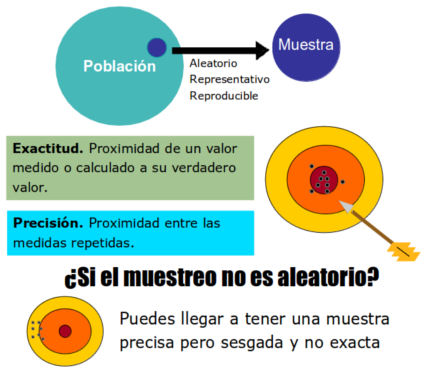 Población
Muestra
Aleatorio
Representativo
Reproducible
Exactitud. Proximidad de un valor
medido o calculado a su verdadero
valor.
Precisión. Proximidad entre las
medidas repetidas.
¿Si el muestreo no es aleatorio?
Puedes llegar a tener una muestra
precisa pero sesgada y no exacta